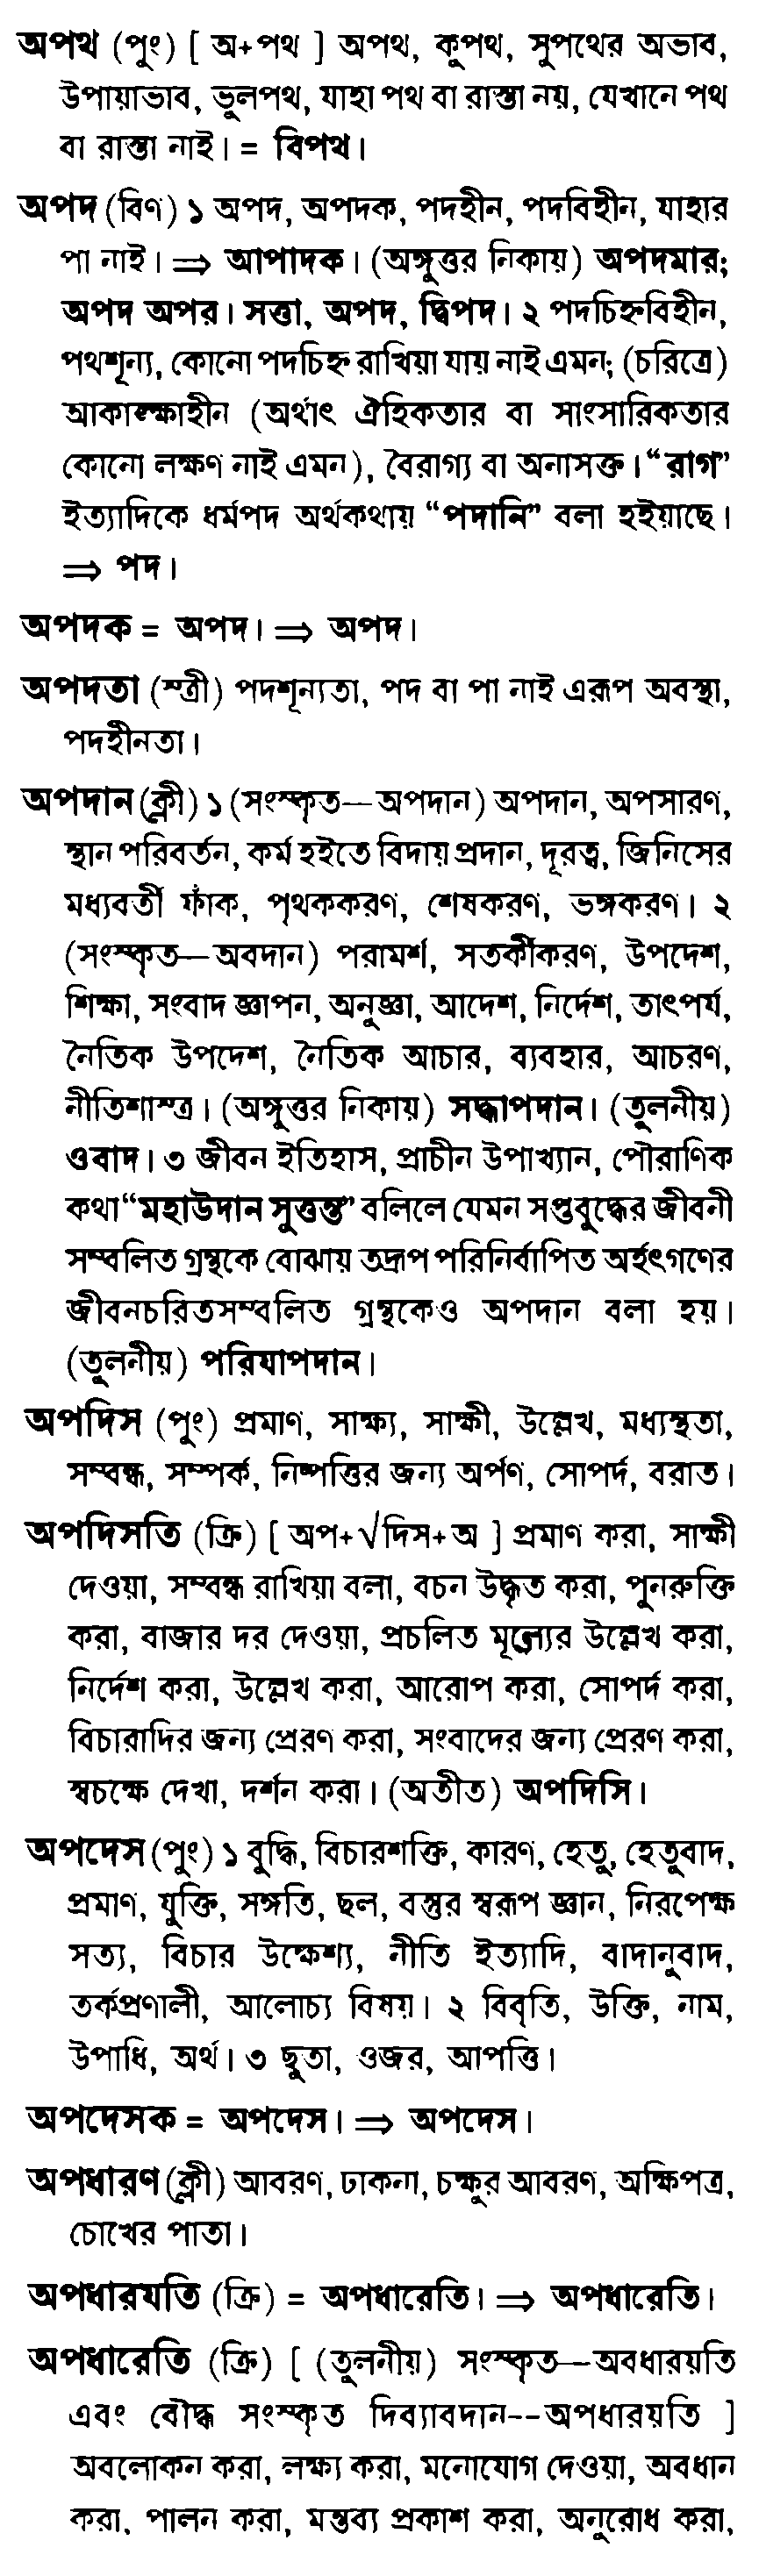 অপথ (পুং) [ অ+পথ ] অপথ, কুপথ, সুপথের অভাব,
উপায়াভাব, ভুলপথ, যাহা পথ বা রাস্তা নয়, যেখানে পথ
বা রাস্তা নাই। = বিপথ।
অপদ (বিণ) ১ অপদ, অপদক, পদহীন, পদবিহীন, যাহার
পা নাই। ⇒ আপাদক। (অঙ্গুত্তর নিকায়) অপদমার;
অপদ অপর। সত্তা, অপদ, দ্বিপদ। ২ পদচিহ্নবিহীন,
পথশূন্য, কোনো পদচিহ্ন রাখিয়া যায় নাই এমন; (চরিত্রে)
আকাঙ্ক্ষাহীন (অর্থাৎ ঐহিকতার বা সাংসারিকতার
কোনো লক্ষণ নাই এমন), বৈরাগ্য বা অনাসক্ত। “রাগ”
ইত্যাদিকে ধর্মপদ অর্থকথায় “পদানি” বলা হইয়াছে।
⇒ পদ।
অপদক = অপদ। ⇒ অপদ।
অপদতা (স্ত্রী) পদশূন্যতা, পদ বা পা নাই এরূপ অবস্থা,
পদহীনতা।
অপদান (ক্লী) ১ (সংস্কৃত—অপদান) অপদান, অপসারণ,
স্থান পরিবর্তন, কর্ম হইতে বিদায় প্রদান, দূরত্ব, জিনিসের
মধ্যবর্তী ফাঁক, পৃথককরণ, শেষকরণ, ভঙ্গকরণ। ২
(সংস্কৃত—অবদান) পরামর্শ, সতর্কীকরণ, উপদেশ,
শিক্ষা, সংবাদ জ্ঞাপন, অনুজ্ঞা, আদেশ, নির্দেশ, তাৎপর্য,
নৈতিক উপদেশ, নৈতিক আচার, ব্যবহার, আচরণ,
নীতিশাস্ত্র। (অঙ্গুত্তর নিকায়) সদ্ধাপদান। (তুলনীয়)
ওবাদ। ৩ জীবন ইতিহাস, প্রাচীন উপাখ্যান, পৌরাণিক
কথা “মহাউদান সুত্তন্ত” বলিলে যেমন সপ্তবুদ্ধের জীবনী
সম্বলিত গ্রন্থকে বোঝায় তদ্রূপ পরিনির্বাপিত অর্হৎগণের
জীবনচরিতসম্বলিত গ্রন্থকেও অপদান বলা হয়।
(তুলনীয়) পরিযাপদান।
অপদিস (পুং) প্রমাণ, সাক্ষ্য, সাক্ষী, উল্লেখ, মধ্যস্থতা,
সম্বন্ধ, সম্পর্ক, নিষ্পত্তির জন্য অর্পণ, সোপর্দ, বরাত।
অপদিসতি (ক্রি) [ অপ+√দিস+অ ] প্রমাণ করা, সাক্ষী
দেওয়া, সম্বন্ধ রাখিয়া বলা, বচন উদ্ধৃত করা, পুনরুক্তি
করা, বাজার দর দেওয়া, প্রচলিত মূল্যের উল্লেখ করা,
নির্দেশ করা, উল্লেখ করা, আরোপ করা, সোপর্দ করা,
বিচারাদির জন্য প্রেরণ করা, সংবাদের জন্য প্রেরণ করা,
স্বচক্ষে দেখা, দর্শন করা। (অতীত) অপদিসি।
অপদেস (পুং) ১ বুদ্ধি, বিচারশক্তি, কারণ, হেতু, হেতুবাদ,
প্রমাণ, যুক্তি, সঙ্গতি, ছল, বস্তুর স্বরূপ জ্ঞান, নিরপেক্ষ
সত্য, বিচার উদ্দেশ্য, নীতি ইত্যাদি, বাদানুবাদ,
তর্কপ্রণালী, আলোচ্য বিষয়। ২ বিবৃতি, উক্তি, নাম,
উপাধি, অর্থ। ৩ ছুতা, ওজর, আপত্তি।
অপদেসক = অপদেস। ⇒ অপদেস।
অপধারণ (ক্লী) আবরণ, ঢাকনা, চক্ষুর আবরণ, অক্ষিপত্র,
চোখের পাতা।
অপধারযতি (ক্রি) = অপধারেতি। ⇒ অপধারেতি।
অপধারেতি (ক্রি) [ (তুলনীয়) সংস্কৃত—অবধারয়তি
এবং বৌদ্ধ সংস্কৃত দিব্যাবদান--অপধারয়তি ]
অবলোকন করা, লক্ষ্য করা, মনোযোগ দেওয়া, অবধান
করা, পালন করা, মন্তব্য প্রকাশ করা, অনুরোধ করা,